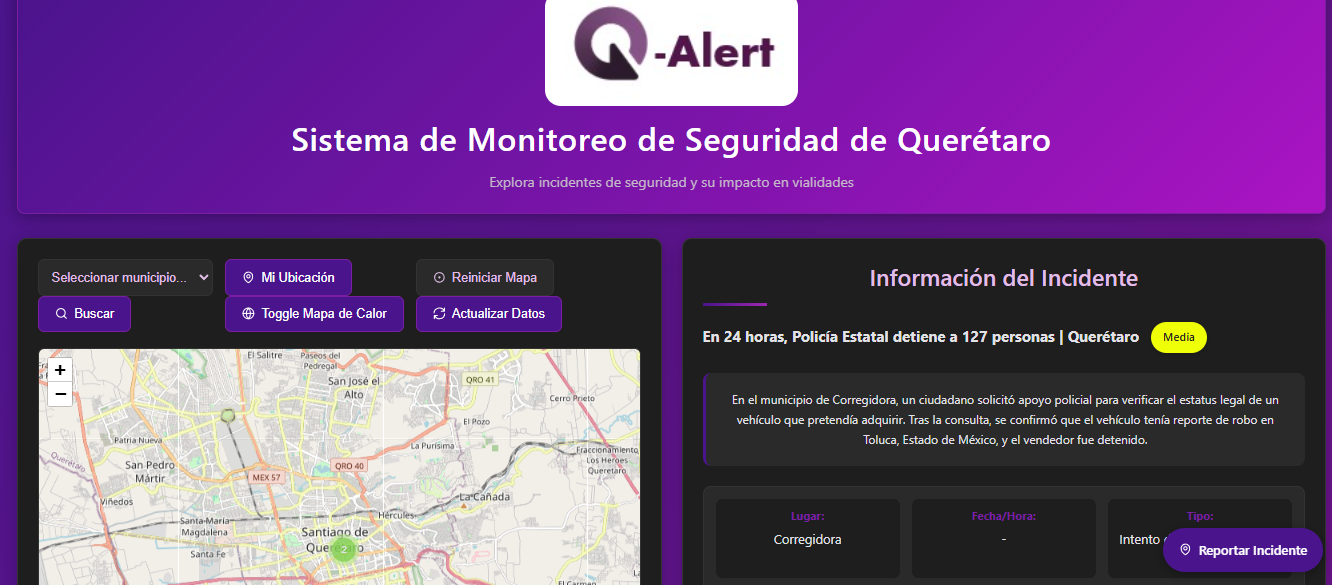 Q-Alert
Sistema de Monitoreo de Seguridad de Querétaro
Explora incidentes de seguridad y su impacto en vialidades
Seleccionar municipio...
Mi Ubicación
Reiniciar Mapa
Buscar
Toggle Mapa de Calor
Actualizar Datos
+
−
El Salitre
Paseos del
Pedregal
San José el
Alto
QRO 41
Cerro Prieto
El Pozo
Patria Nueva
La Purísima
Fraccionamiento
Los Héroes
Querétaro
Querétaro
San Pedro
Mártir
QRO 40
MEX 57
Viñedos
La Cañada
Santa María
Magdalena
Hércules
Santiago de
Querétaro
2
Santa Fe
El Carmen
Información del Incidente
En 24 horas, Policía Estatal detiene a 127 personas | Querétaro
Media
En el municipio de Corregidora, un ciudadano solicitó apoyo policial para verificar el estatus legal de un
vehículo que pretendía adquirir. Tras la consulta, se confirmó que el vehículo tenía reporte de robo en
Toluca, Estado de México, y el vendedor fue detenido.
Lugar:
Corregidora
Fecha/Hora:
-
Tipo:
Intento
Reportar Incidente